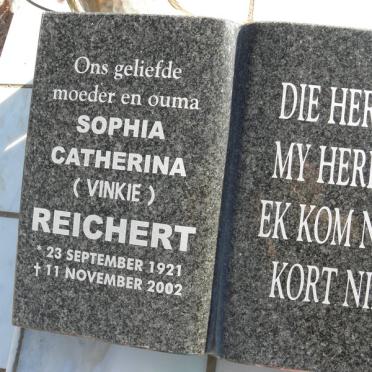 Ons geliefde
moeder en ouma
SOPHIA
CATHERINA
( VINKIE )
REICHERT
* 23 SEPTEMBER 1921
† 11 NOVEMBER 2002
DIE HER
MY HER
EK KOM N
KORT NI